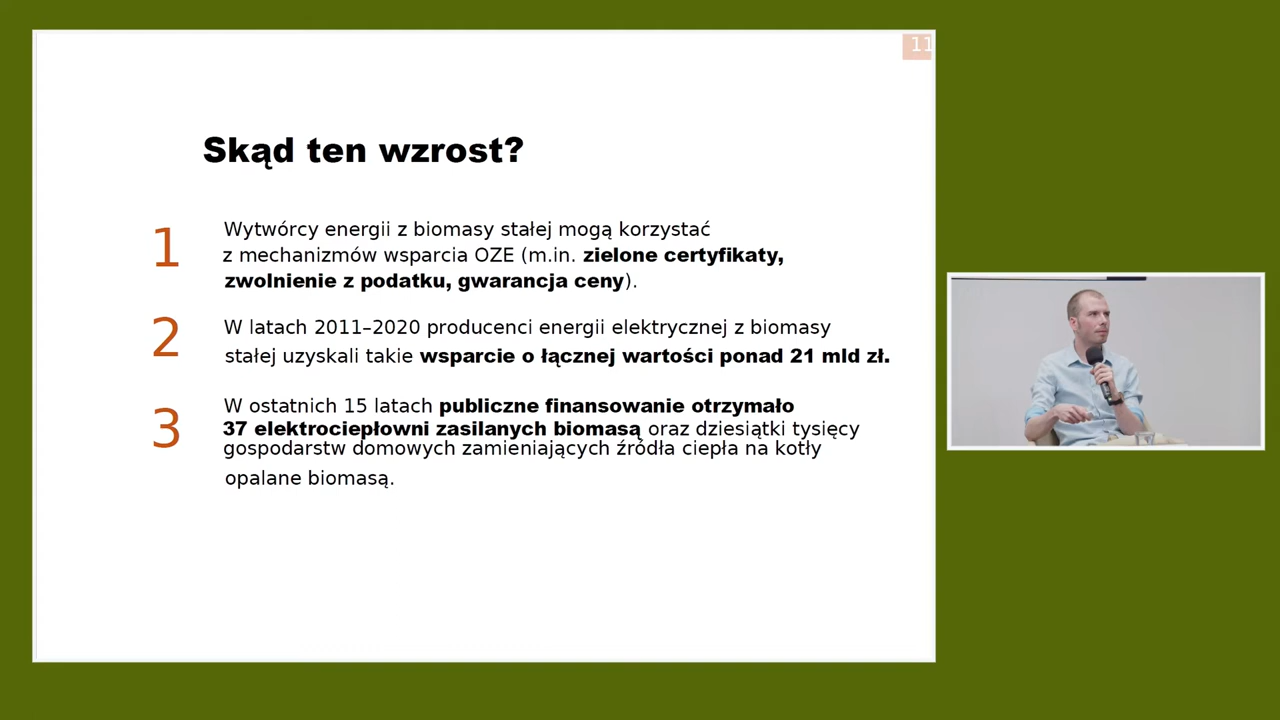 11
Skąd ten wzrost?
1
Wytwórcy energii z biomasy stałej mogą korzystać
z mechanizmów wsparcia OZE (m.in. zielone certyfikaty,
zwolnienie z podatku, gwarancja ceny).
2
W latach 2011–2020 producenci energii elektrycznej z biomasy
stałej uzyskali takie wsparcie o łącznej wartości ponad 21 mld zł.
3
W ostatnich 15 latach publiczne finansowanie otrzymało
37 elektrociepłowni zasilanych biomasą oraz dziesiątki tysięcy
gospodarstw domowych zamieniających źródła ciepła na kotły
opalane biomasą.